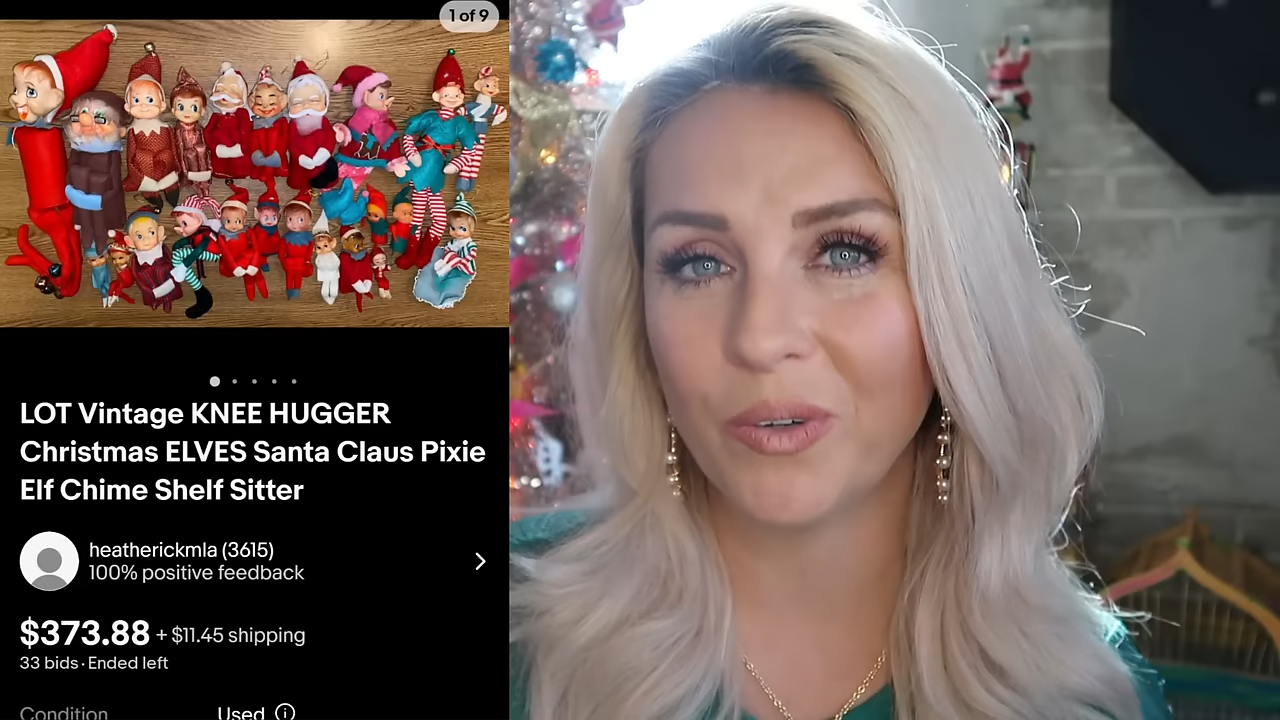 1 of 9
LOT Vintage KNEE HUGGER
Christmas ELVES Santa Claus Pixie
Elf Chime Shelf Sitter
heatherickmla (3615)
100% positive feedback
$373.88 + $11.45 shipping
33 bids · Ended left
Condition Used